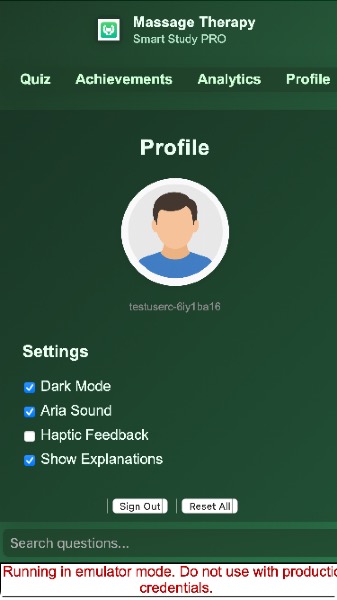 Massage Therapy
Smart Study PRO
Quiz Achievements Analytics Profile
Profile
testuserc-6iy1ba16
Settings
Dark Mode
Aria Sound
Haptic Feedback
Show Explanations
Sign Out Reset All
Search questions...
Running in emulator mode. Do not use with productio
credentials.